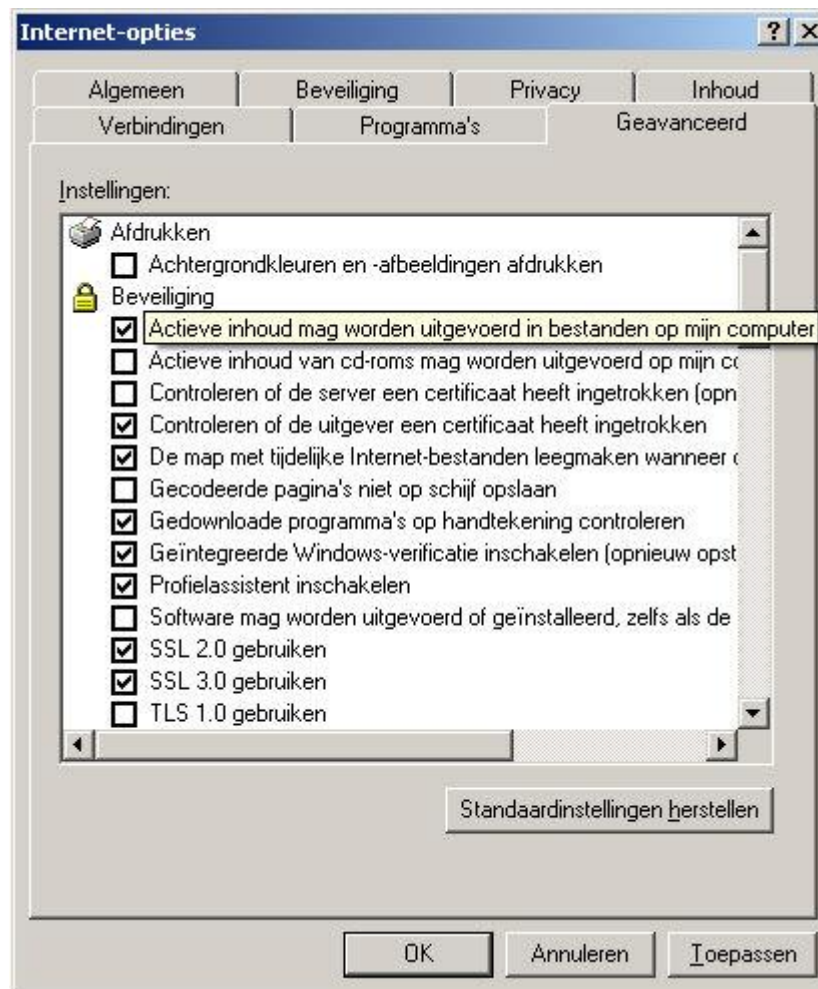 Internet-opties
Algemeen Beveiliging Privacy Inhoud
Verbindingen Programma's Geavanceerd
Instellingen:
Afdrukken
Achtergrondkleuren en -afbeeldingen afdrukken
Beveiliging
Actieve inhoud mag worden uitgevoerd in bestanden op mijn computer
Actieve inhoud van cd-roms mag worden uitgevoerd op mijn co
Controleren of de server een certificaat heeft ingetrokken (opn
Controleren of de uitgever een certificaat heeft ingetrokken
De map met tijdelijke Internet-bestanden leegmaken wanneer
Gecodeerde pagina's niet op schijf opslaan
Gedownloade programma's op handtekening controleren
Geïntegreerde Windows-verificatie inschakelen (opnieuw opst
Profielassistent inschakelen
Software mag worden uitgevoerd of geïnstalleerd, zelfs als de
SSL 2.0 gebruiken
SSL 3.0 gebruiken
TLS 1.0 gebruiken
Standaardinstellingen herstellen
OK Annuleren Toepassen